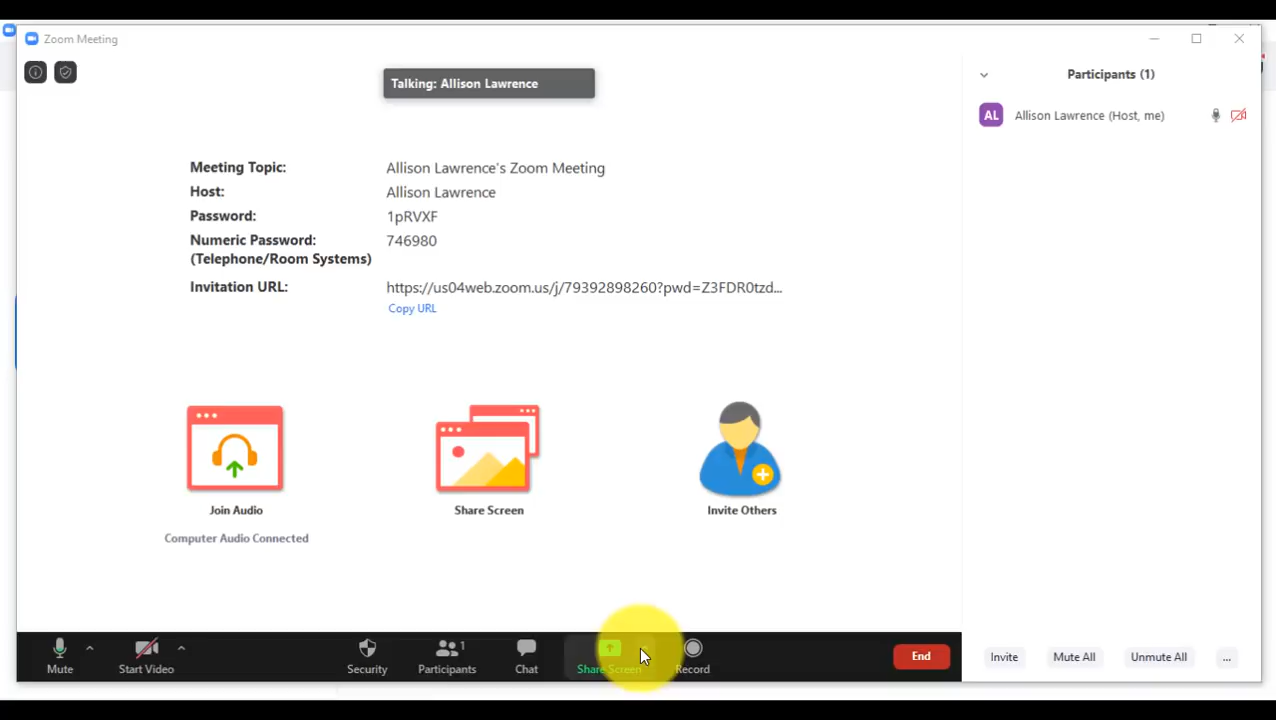 Zoom Meeting
Talking: Allison Lawrence
Participants (1)
AL Allison Lawrence (Host, me)
Meeting Topic: Allison Lawrence's Zoom Meeting
Host: Allison Lawrence
Password: 1pRVXF
Numeric Password: 746980
(Telephone/Room Systems)
Invitation URL: https://us04web.zoom.us/j/79392898260?pwd=Z3FDR0tzd...
Copy URL
Join Audio
Share Screen
Invite Others
Computer Audio Connected
1
Mute
Start Video
Security
Participants
Chat
Share Screen
Record
End
Invite
Mute All
Unmute All
...